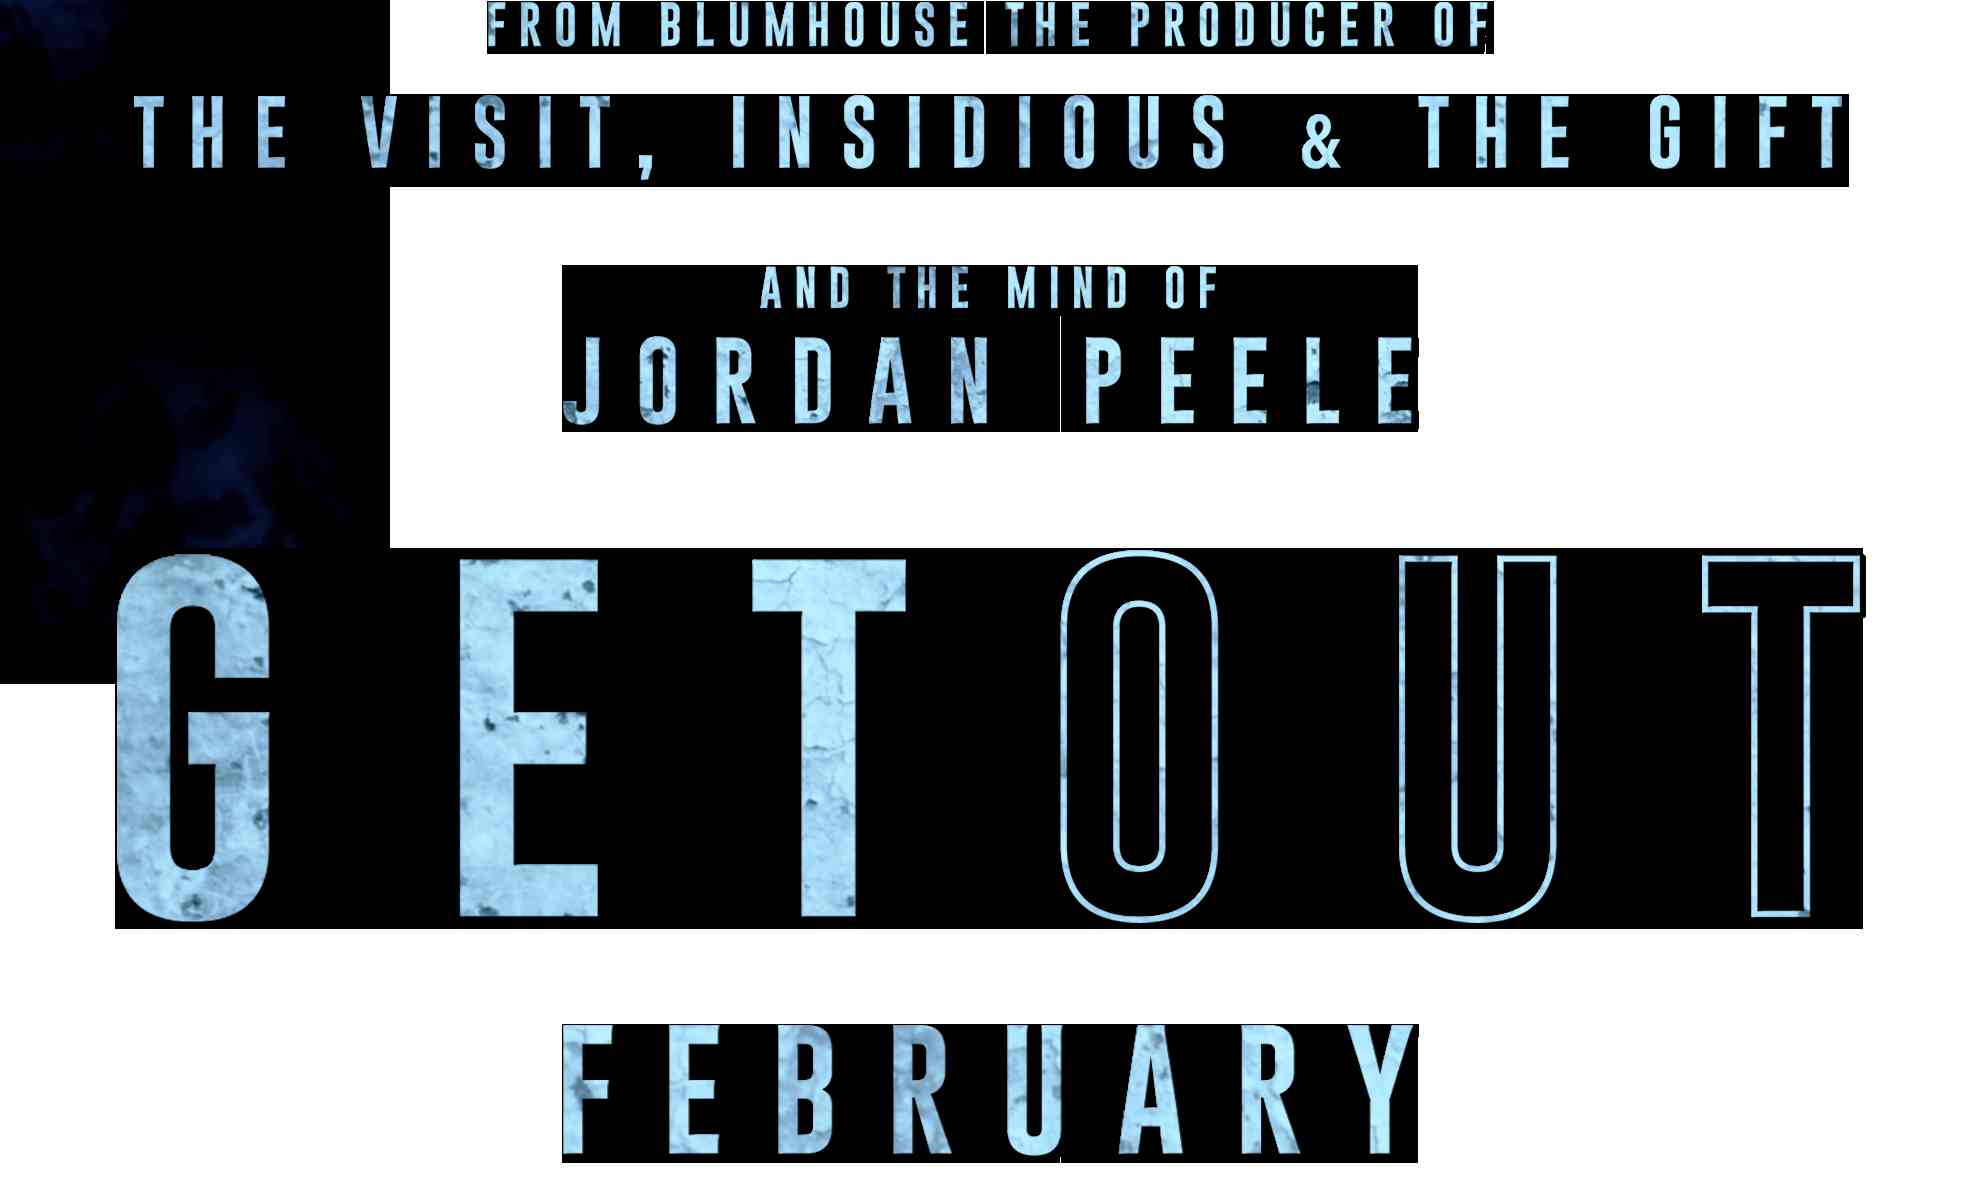 FROM BLUMHOUSE THE PRODUCER OF
THE VISIT, INSIDIOUS & THE GIFT
AND THE MIND OF
JORDAN PEELE
GET OUT
FEBRUARY